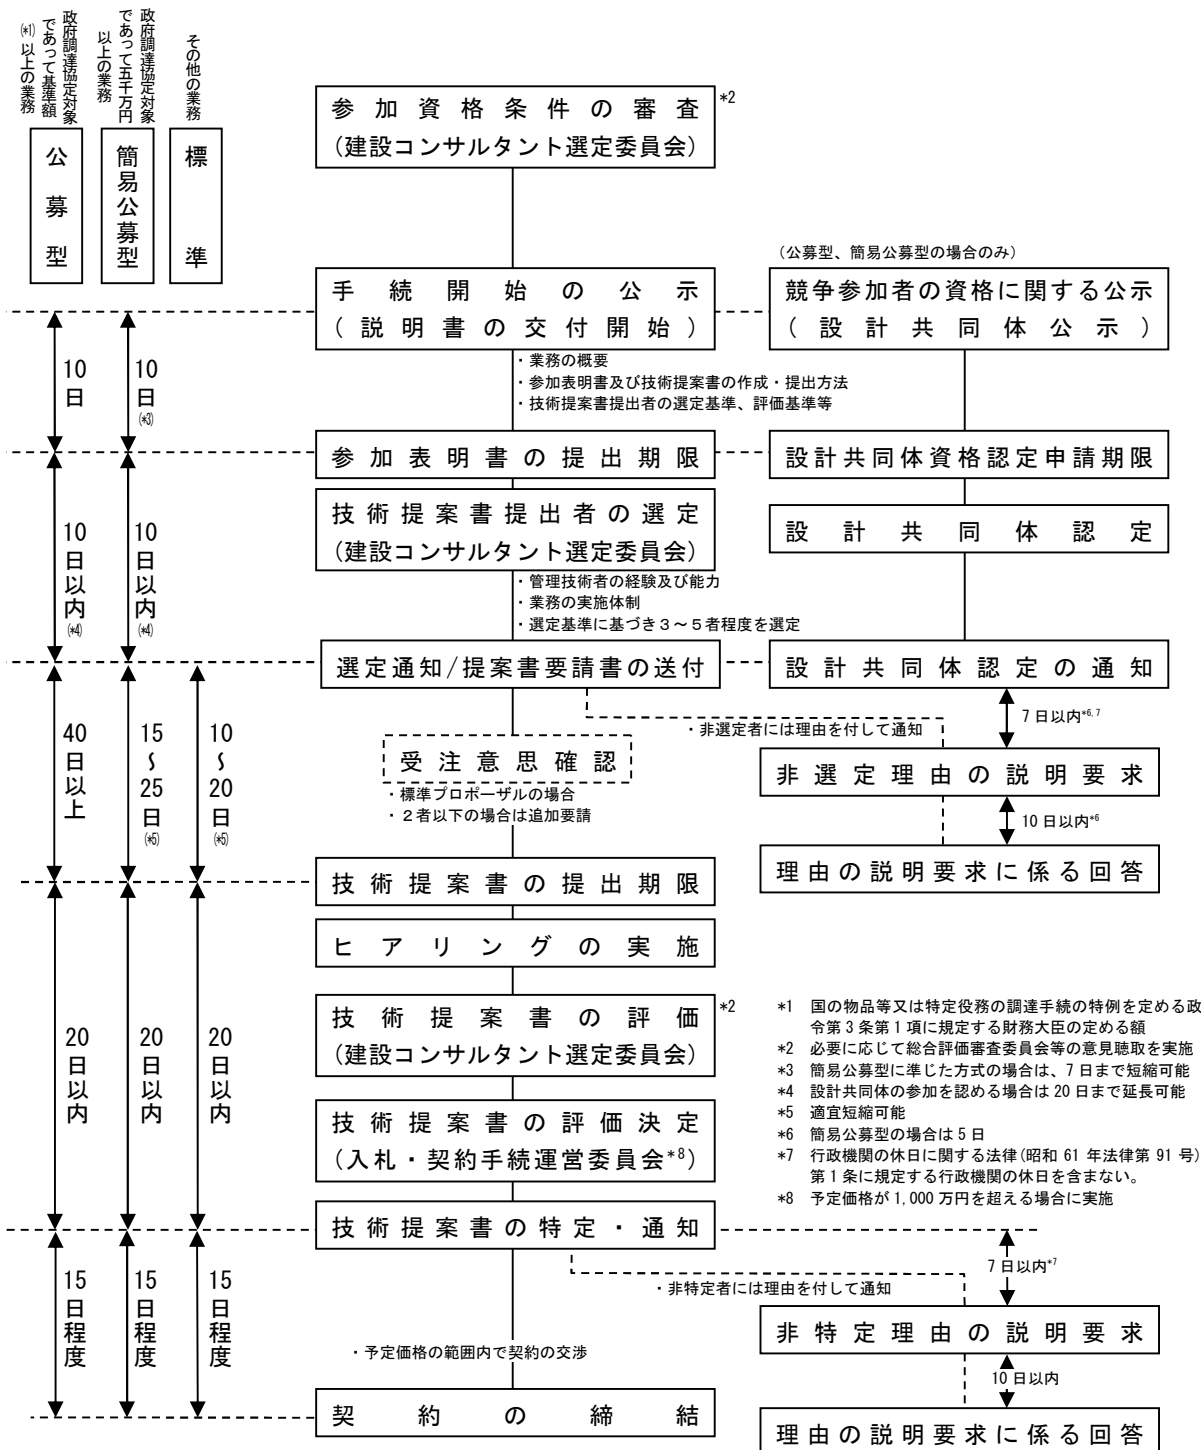 政府調達協定対象
であって基準額
(*1)以上の業務
公募型
政府調達協定対象
であって五千万円
以上の業務
簡易公募型
その他の業務
標準
参加資格条件の審査 *2
(建設コンサルタント選定委員会)
手続開始の公示
(説明書の交付開始)
(公募型、簡易公募型の場合のみ)
競争参加者の資格に関する公示
(設計共同体公示)
・業務の概要
・参加表明書及び技術提案書の作成・提出方法
・技術提案書提出者の選定基準、評価基準等
10日
10日(*3)
参加表明書の提出期限
設計共同体資格認定申請期限
技術提案書提出者の選定
(建設コンサルタント選定委員会)
設計共同体認定
・管理技術者の経験及び能力
・業務の実施体制
・選定基準に基づき3~5者程度を選定
10日以内(*4)
10日以内(*4)
選定通知/提案書要請書の送付
設計共同体認定の通知
7日以内*6,7
・非選定者には理由を付して通知
40日以上
15~25日(*5)
10~20日(*5)
受注意思確認
・標準プロポーザルの場合
・2者以下の場合は追加要請
非選定理由の説明要求
10日以内*6
理由の説明要求に係る回答
技術提案書の提出期限
ヒアリングの実施
技術提案書の評価 *2
(建設コンサルタント選定委員会)
20日以内
20日以内
20日以内
技術提案書の評価決定
(入札・契約手続運営委員会*8)
*1 国の物品等又は特定役務の調達手続の特例を定める政
令第3条第1項に規定する財務大臣の定める額
*2 必要に応じて総合評価審査委員会等の意見聴取を実施
*3 簡易公募型に準じた方式の場合は、7日まで短縮可能
*4 設計共同体の参加を認める場合は20日まで延長可能
*5 適宜短縮可能
*6 簡易公募型の場合は5日
*7 行政機関の休日に関する法律(昭和61年法律第91号)
第1条に規定する行政機関の休日を含まない。
*8 予定価格が1,000万円を超える場合に実施
技術提案書の特定・通知
7日以内*7
・非特定者には理由を付して通知
15日程度
15日程度
15日程度
非特定理由の説明要求
・予定価格の範囲内で契約の交渉
10日以内
契約の締結
理由の説明要求に係る回答